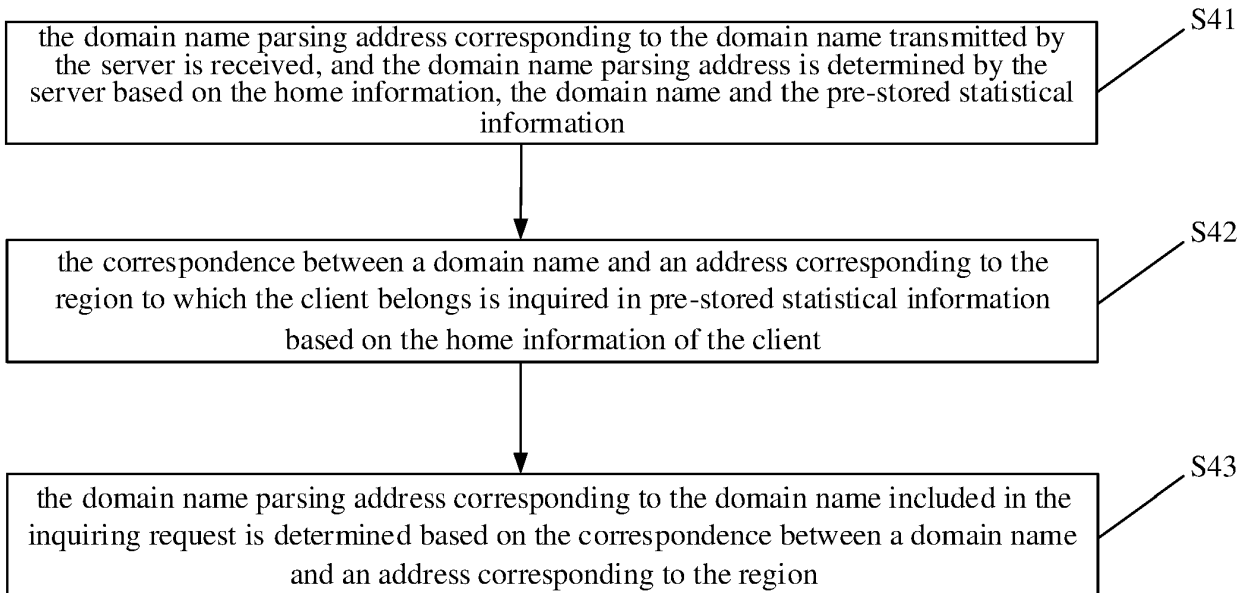 S41
the domain name parsing address corresponding to the domain name transmitted by
the server is received, and the domain name parsing address is determined by the
server based on the home information, the domain name and the pre-stored statistical
information
S42
the correspondence between a domain name and an address corresponding to the
region to which the client belongs is inquired in pre-stored statistical information
based on the home information of the client
S43
the domain name parsing address corresponding to the domain name included in the
inquiring request is determined based on the correspondence between a domain name
and an address corresponding to the region